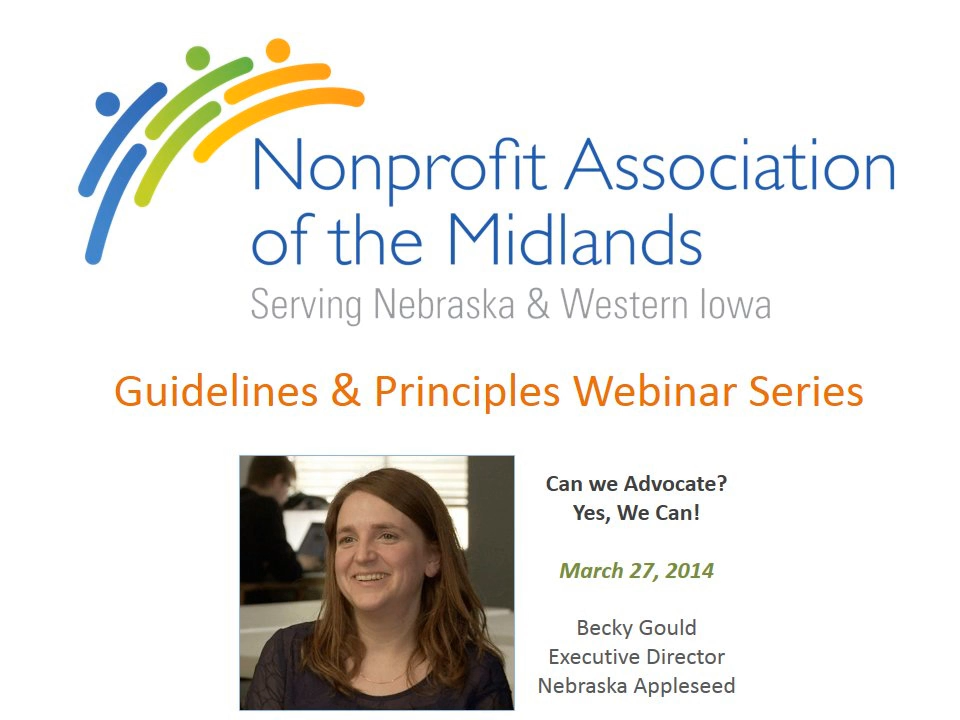 Nonprofit Association
of the Midlands
Serving Nebraska & Western Iowa
Guidelines & Principles Webinar Series
Can we Advocate?
Yes, We Can!
March 27, 2014
Becky Gould
Executive Director
Nebraska Appleseed